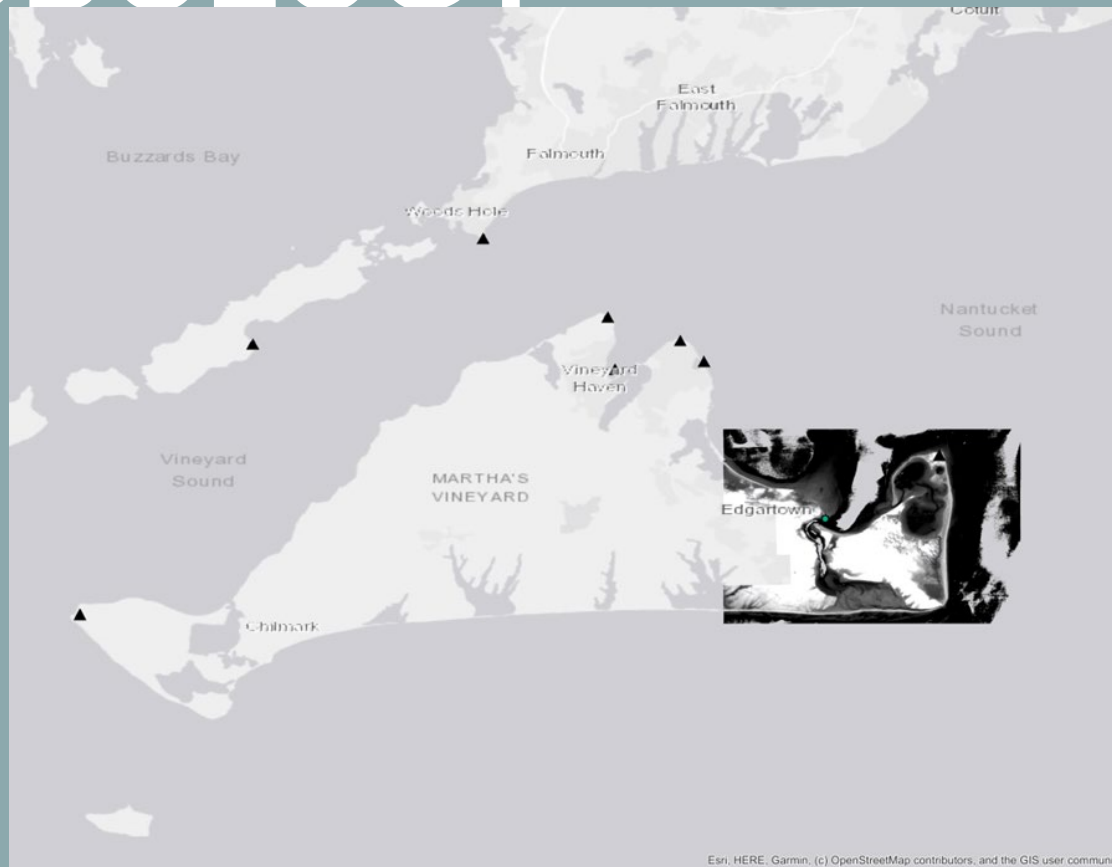 Cotuit
East
Falmouth
Buzzards Bay
Falmouth
Woods Hole
Nantucket
Sound
Vineyard
Haven
Vineyard
Sound
MARTHA'S
VINEYARD
Edgartown
Chilmark
Esri, HERE, Garmin, (c) OpenStreetMap contributors, and the GIS user